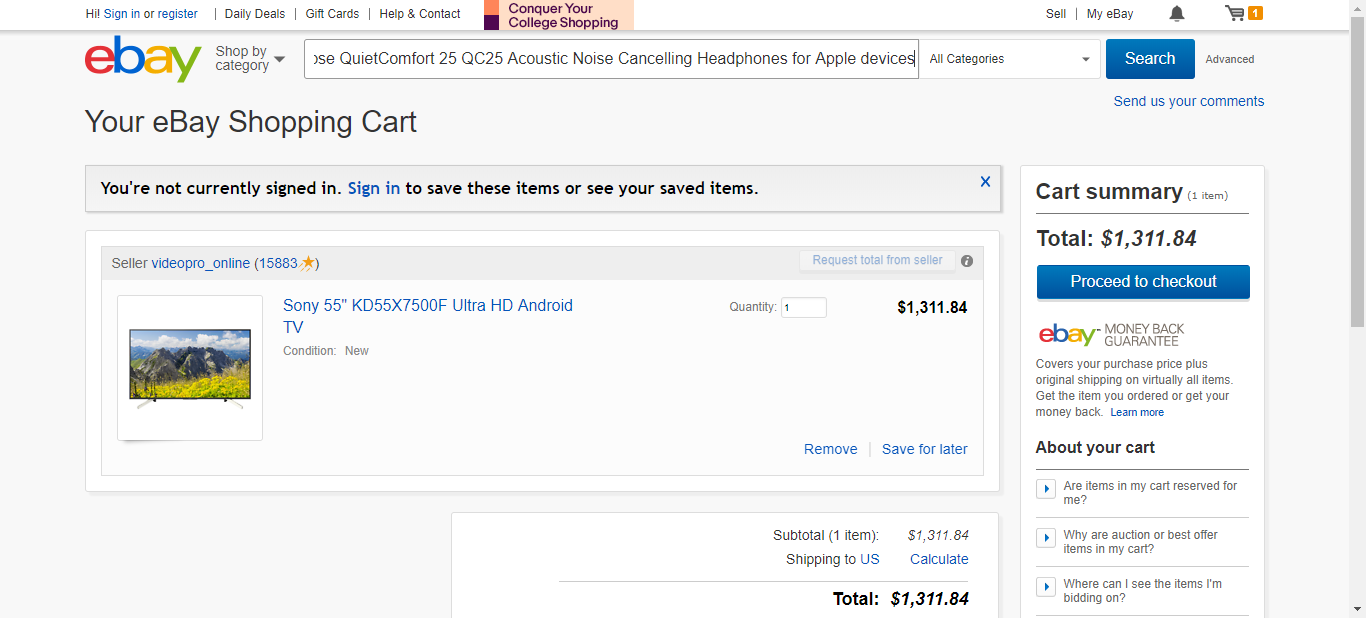 Hi! Sign in or register | Daily Deals | Gift Cards | Help & Contact
Conquer Your
College Shopping
Sell | My eBay
1
ebay
Shop by
category
QuietComfort 25 QC25 Acoustic Noise Cancelling Headphones for Apple devices
All Categories
Search
Advanced
Send us your comments
Your eBay Shopping Cart
You're not currently signed in. Sign in to save these items or see your saved items.
X
Seller videopro_online (15883)
Request total from seller
i
Sony 55" KD55X7500F Ultra HD Android
TV
Condition: New
Quantity: 1
$1,311.84
Remove | Save for later
Subtotal (1 item): $1,311.84
Shipping to US Calculate
Total: $1,311.84
Cart summary (1 item)
Total: $1,311.84
Proceed to checkout
ebay MONEY BACK
GUARANTEE
Covers your purchase price plus
original shipping on virtually all items.
Get the item you ordered or get your
money back. Learn more
About your cart
Are items in my cart reserved for
me?
Why are auction or best offer
items in my cart?
Where can I see the items I'm
bidding on?